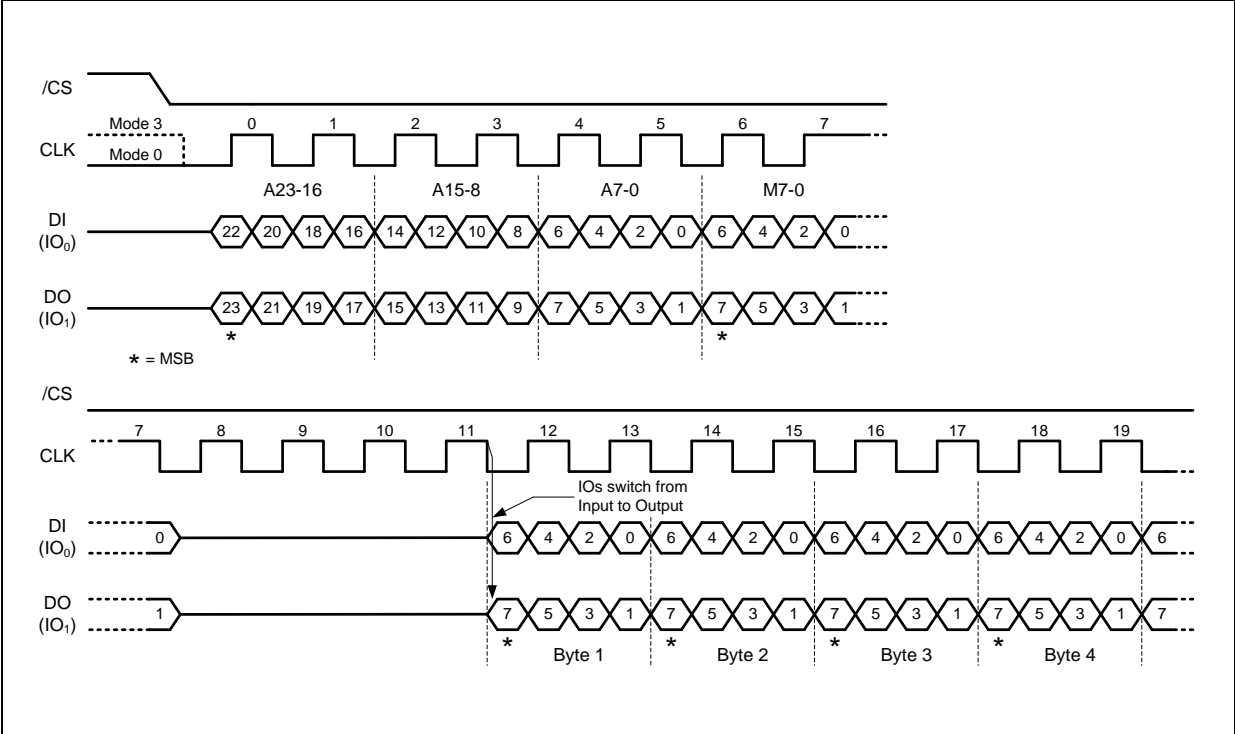 /CS
Mode 3 0 1 2 3 4 5 6 7
CLK
Mode 0
A23-16 A15-8 A7-0 M7-0
DI
(IO0)
22 20 18 16 14 12 10 8 6 4 2 0 6 4 2 0
DO
(IO1)
23 21 19 17 15 13 11 9 7 5 3 1 7 5 3 1
* *
* = MSB
/CS
7 8 9 10 11 12 13 14 15 16 17 18 19
CLK
IOs switch from
Input to Output
DI
(IO0)
0 6 4 2 0 6 4 2 0 6 4 2 0 6 4 2 0 6
DO
(IO1)
1 7 5 3 1 7 5 3 1 7 5 3 1 7 5 3 1 7
* * * *
Byte 1 Byte 2 Byte 3 Byte 4